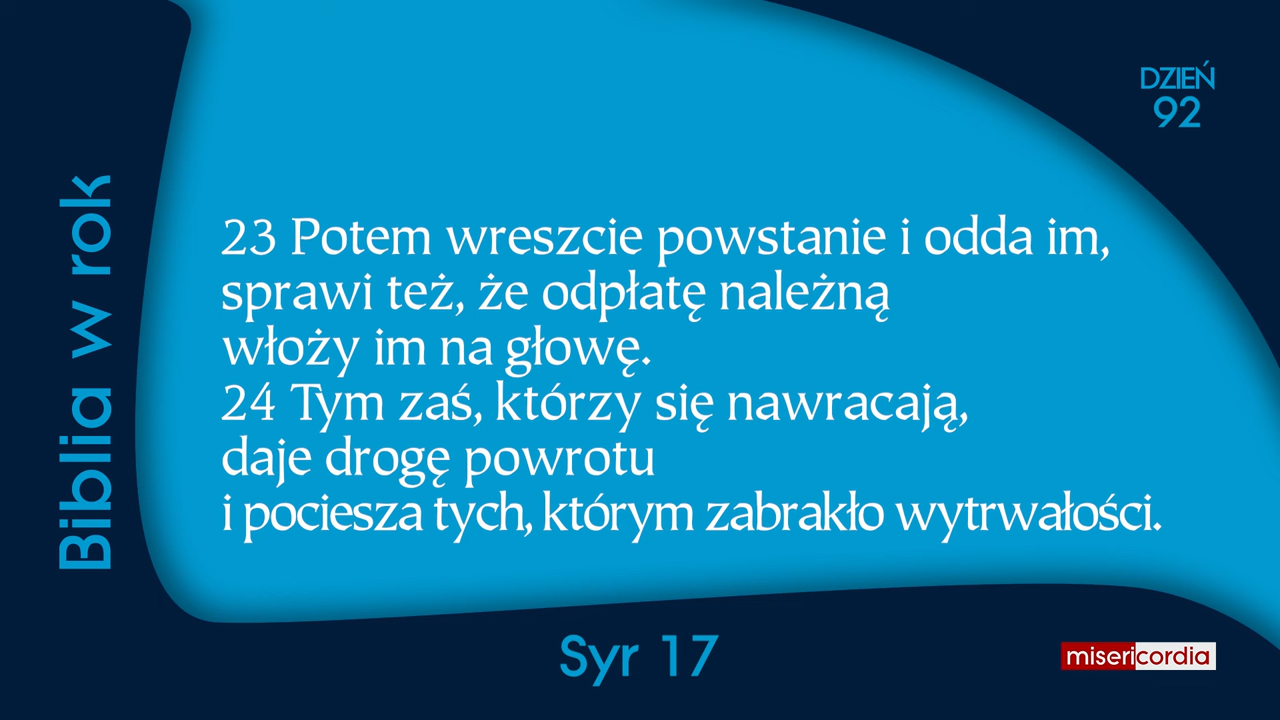 DZIEŃ
92
Biblia w rok
23 Potem wreszcie powstanie i odda im,
sprawi też, że odpłatę należną
włoży im na głowę.
24 Tym zaś, którzy się nawracają,
daje drogę powrotu
i pociesza tych, którym zabrakło wytrwałości.
Syr 17
misericordia